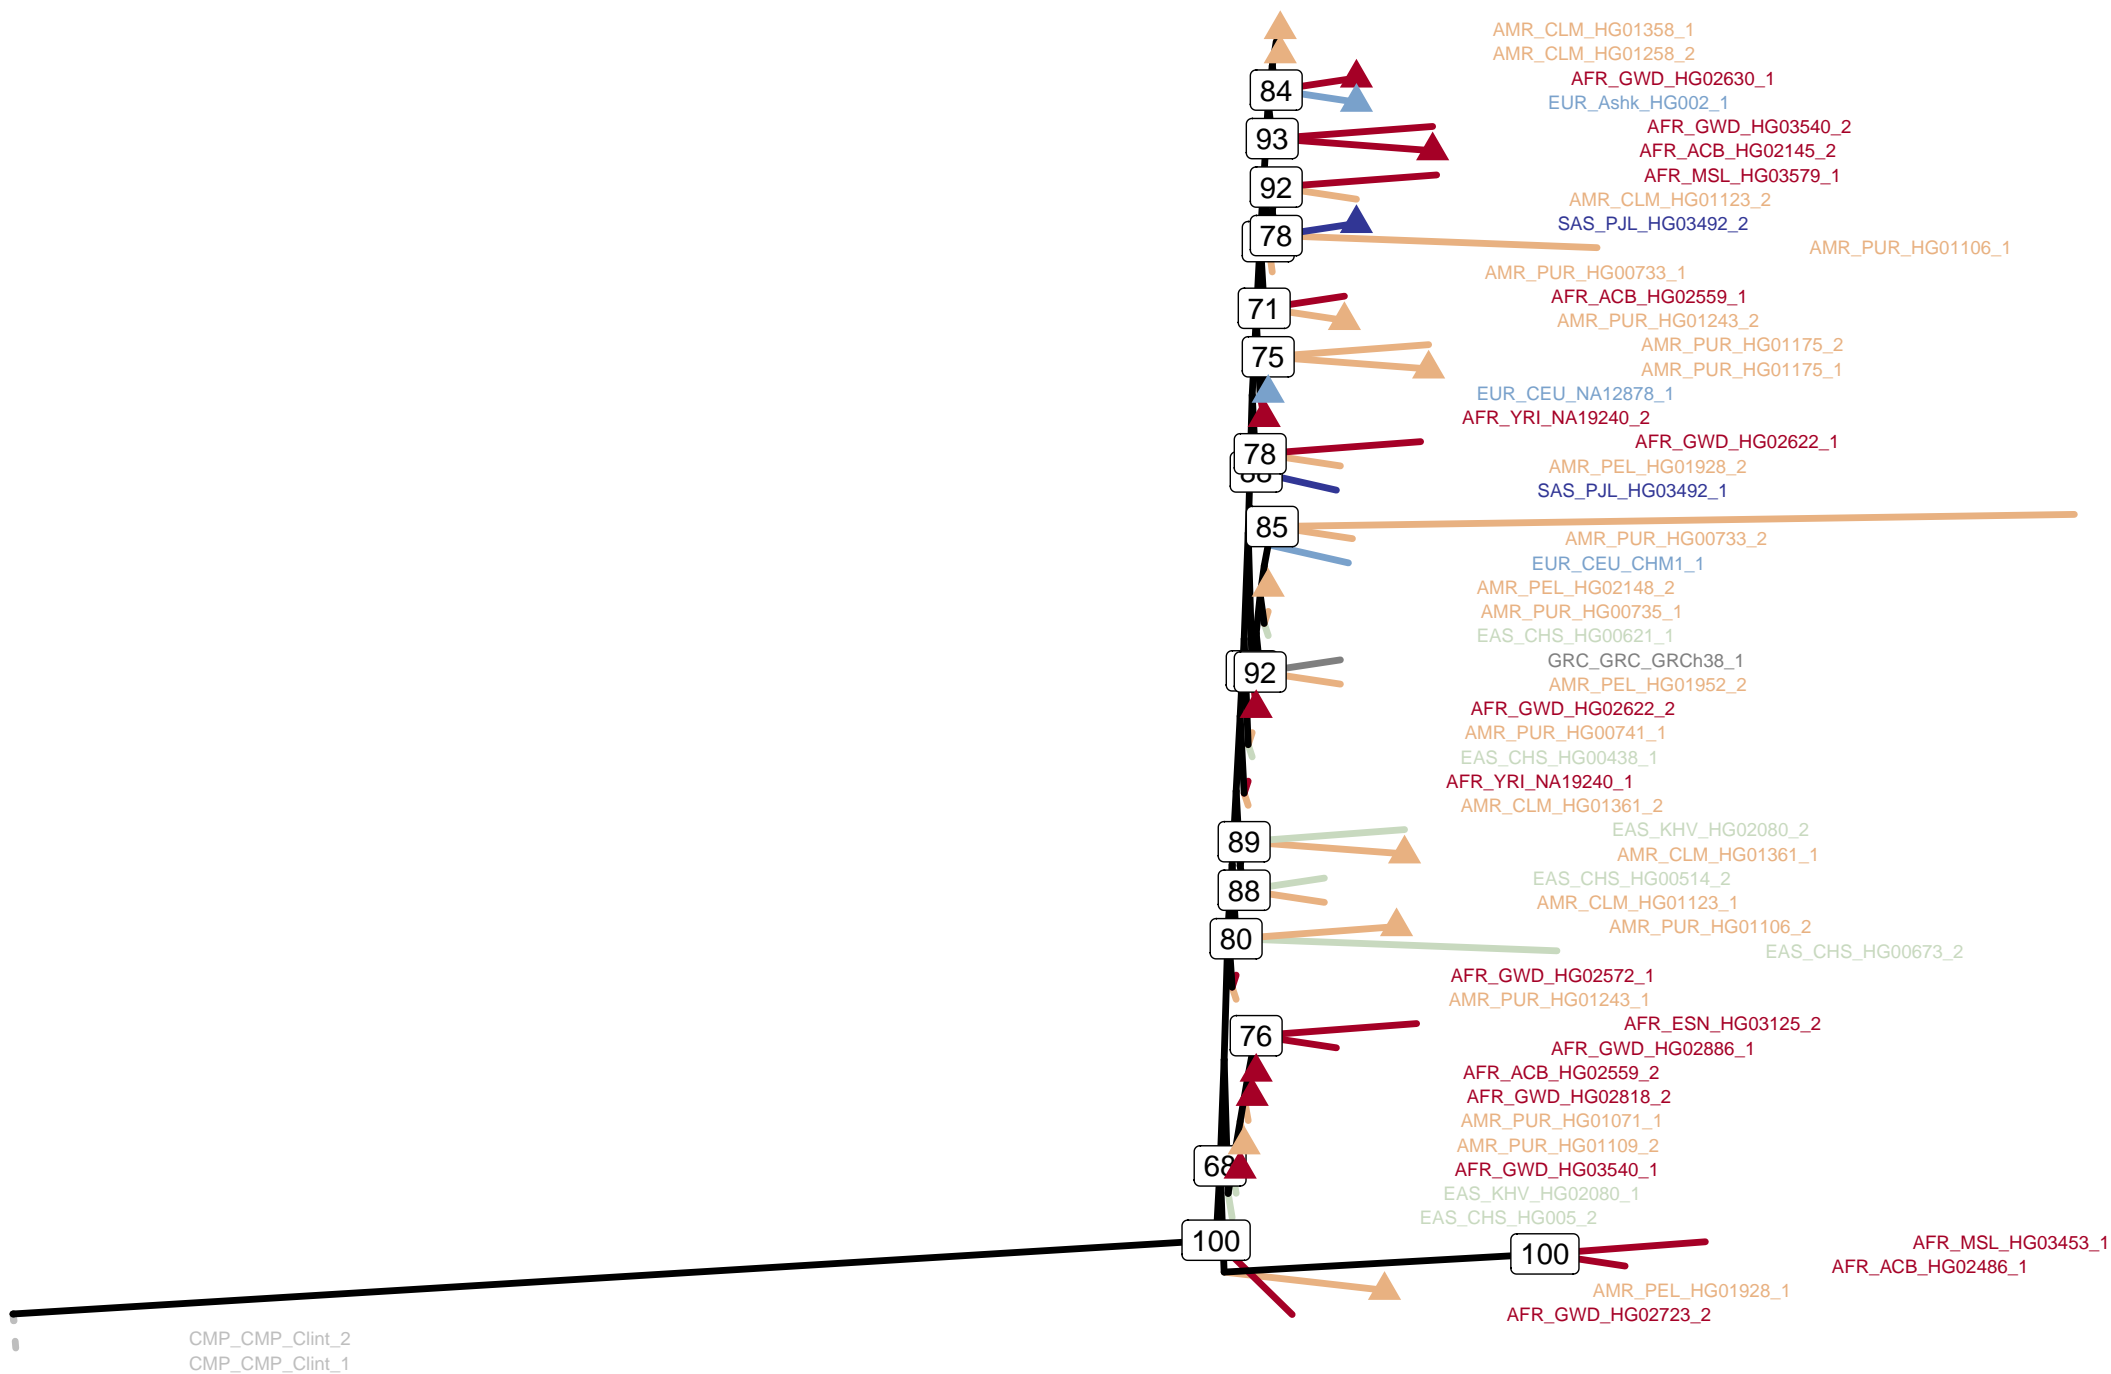 AMR_CLM_HG01358_1
AMR_CLM_HG01258_2
AFR_GWD_HG02630_1
84
EUR_Ashk_HG002_1
AFR_GWD_HG03540_2
93
AFR_ACB_HG02145_2
AFR_MSL_HG03579_1
92
AMR_CLM_HG01123_2
SAS_PJL_HG03492_2
78
AMR_PUR_HG01106_1
AMR_PUR_HG00733_1
AFR_ACB_HG02559_1
71
AMR_PUR_HG01243_2
AMR_PUR_HG01175_2
75
AMR_PUR_HG01175_1
EUR_CEU_NA12878_1
AFR_YRI_NA19240_2
AFR_GWD_HG02622_1
78
AMR_PEL_HG01928_2
SAS_PJL_HG03492_1
85
AMR_PUR_HG00733_2
EUR_CEU_CHM1_1
AMR_PEL_HG02148_2
AMR_PUR_HG00735_1
EAS_CHS_HG00621_1
GRC_GRC_GRCh38_1
92
AMR_PEL_HG01952_2
AFR_GWD_HG02622_2
AMR_PUR_HG00741_1
EAS_CHS_HG00438_1
AFR_YRI_NA19240_1
AMR_CLM_HG01361_2
EAS_KHV_HG02080_2
89
AMR_CLM_HG01361_1
EAS_CHS_HG00514_2
88
AMR_CLM_HG01123_1
AMR_PUR_HG01106_2
80
EAS_CHS_HG00673_2
AFR_GWD_HG02572_1
AMR_PUR_HG01243_1
AFR_ESN_HG03125_2
76
AFR_GWD_HG02886_1
AFR_ACB_HG02559_2
AFR_GWD_HG02818_2
AMR_PUR_HG01071_1
AMR_PUR_HG01109_2
68
AFR_GWD_HG03540_1
EAS_KHV_HG02080_1
EAS_CHS_HG005_2
100
AFR_MSL_HG03453_1
100
AFR_ACB_HG02486_1
AMR_PEL_HG01928_1
AFR_GWD_HG02723_2
CMP_CMP_Clint_2
CMP_CMP_Clint_1